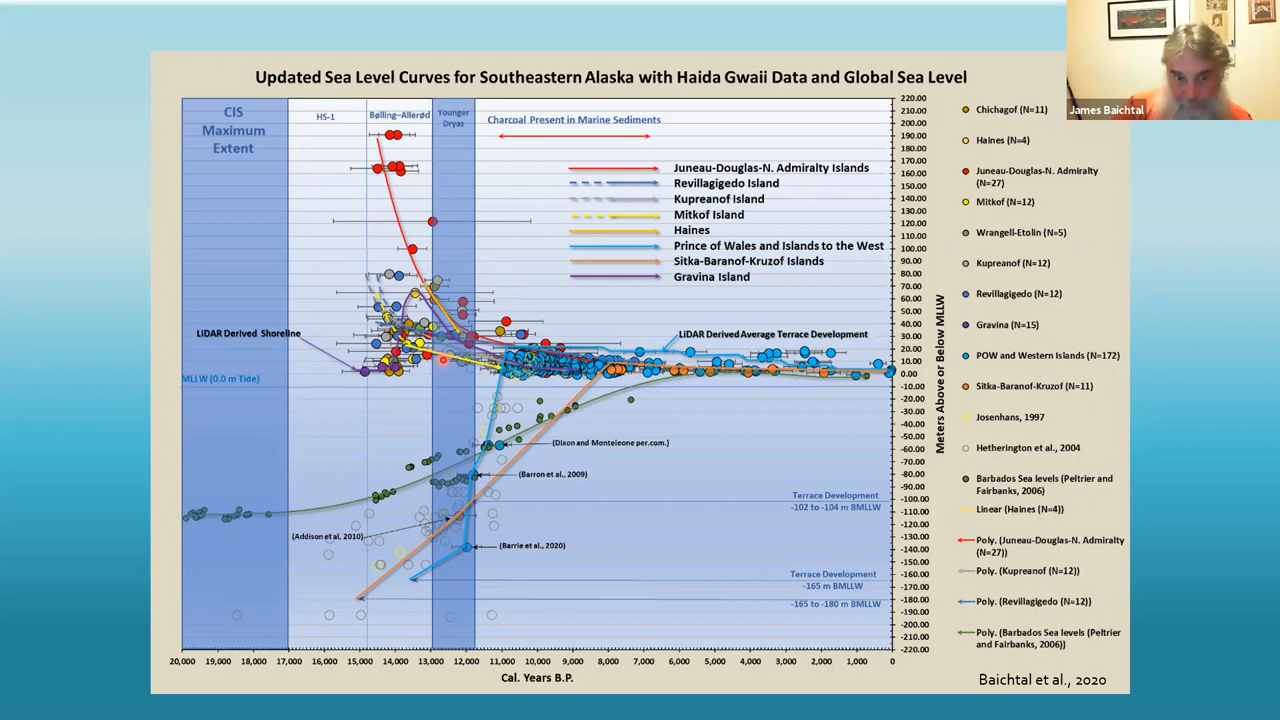 James Baichtal
Updated Sea Level Curves for Southeastern Alaska with Haida Gwaii Data and Global Sea Level
CIS
Maximum
Extent
HS-1
Bølling–Allerød
Younger
Dryas
Charcoal Present in Marine Sediments
Juneau-Douglas-N. Admiralty Islands
Revillagigedo Island
Kupreanof Island
Mitkof Island
Haines
Prince of Wales and Islands to the West
Sitka-Baranof-Kruzof Islands
Gravina Island
LiDAR Derived Shoreline
LiDAR Derived Average Terrace Development
MLLW (0.0 m Tide)
(Dixon and Monteleone per.com.)
(Barron et al., 2009)
(Addison et al, 2010)
(Barrie et al., 2020)
Terrace Development
-102 to -104 m BMLLW
Terrace Development
-165 m BMLLW
-165 to -180 m BMLLW
220.00
210.00
200.00
190.00
180.00
170.00
160.00
150.00
140.00
130.00
120.00
110.00
100.00
90.00
80.00
70.00
60.00
50.00
40.00
30.00
20.00
10.00
0.00
-10.00
-20.00
-30.00
-40.00
-50.00
-60.00
-70.00
-80.00
-90.00
-100.00
-110.00
-120.00
-130.00
-140.00
-150.00
-160.00
-170.00
-180.00
-190.00
-200.00
-210.00
-220.00
Meters Above or Below MLLW
20,000 19,000 18,000 17,000 16,000 15,000 14,000 13,000 12,000 11,000 10,000 9,000 8,000 7,000 6,000 5,000 4,000 3,000 2,000 1,000 0
Cal. Years B.P.
Chichagof (N=11)
Haines (N=4)
Juneau-Douglas-N. Admiralty
(N=27)
Mitkof (N=12)
Wrangell-Etolin (N=5)
Kupreanof (N=12)
Revillagigedo (N=12)
Gravina (N=15)
POW and Western Islands (N=172)
Sitka-Baranof-Kruzof (N=11)
Josenhans, 1997
Hetherington et al., 2004
Barbados Sea levels (Peltrier and
Fairbanks, 2006)
Linear (Haines (N=4))
Poly. (Juneau-Douglas-N. Admiralty
(N=27))
Poly. (Kupreanof (N=12))
Poly. (Revillagigedo (N=12))
Poly. (Barbados Sea levels (Peltrier
and Fairbanks, 2006))
Baichtal et al., 2020